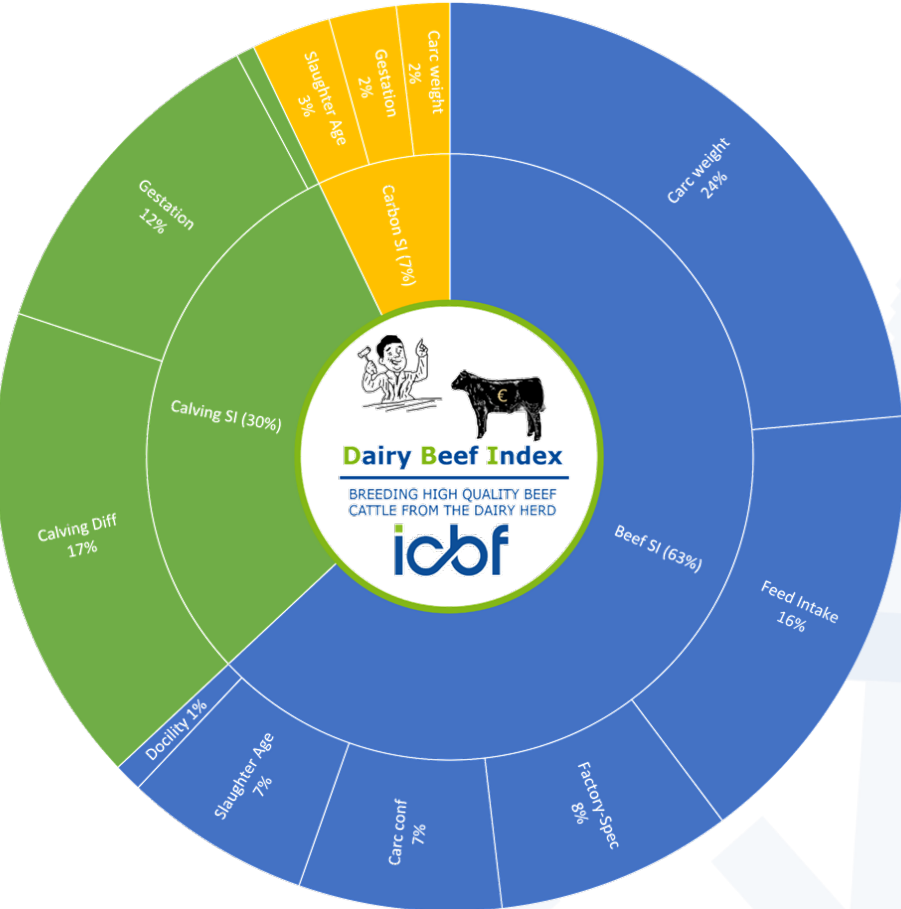 Slaughter Age
3%
Gestation
2%
Carc weight
2%
Carc weight
24%
Gestation
12%
Carbon SI (7%)
Calving SI (30%)
€
Dairy Beef Index
BREEDING HIGH QUALITY BEEF
CATTLE FROM THE DAIRY HERD
icbf
Calving Diff
17%
Beef SI (63%)
Feed Intake
16%
Docility 1%
Slaughter Age
7%
Carc conf
7%
Factory-Spec
8%